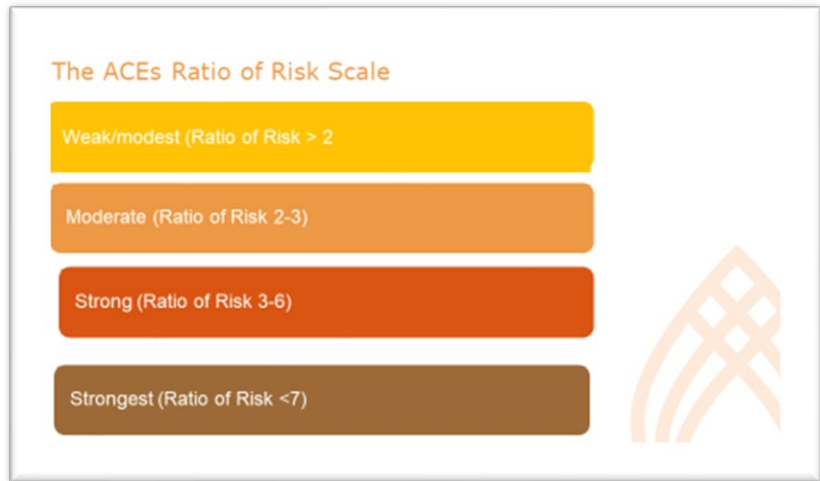 The ACEs Ratio of Risk Scale
Weak/modest (Ratio of Risk > 2
Moderate (Ratio of Risk 2-3)
Strong (Ratio of Risk 3-6)
Strongest (Ratio of Risk <7)